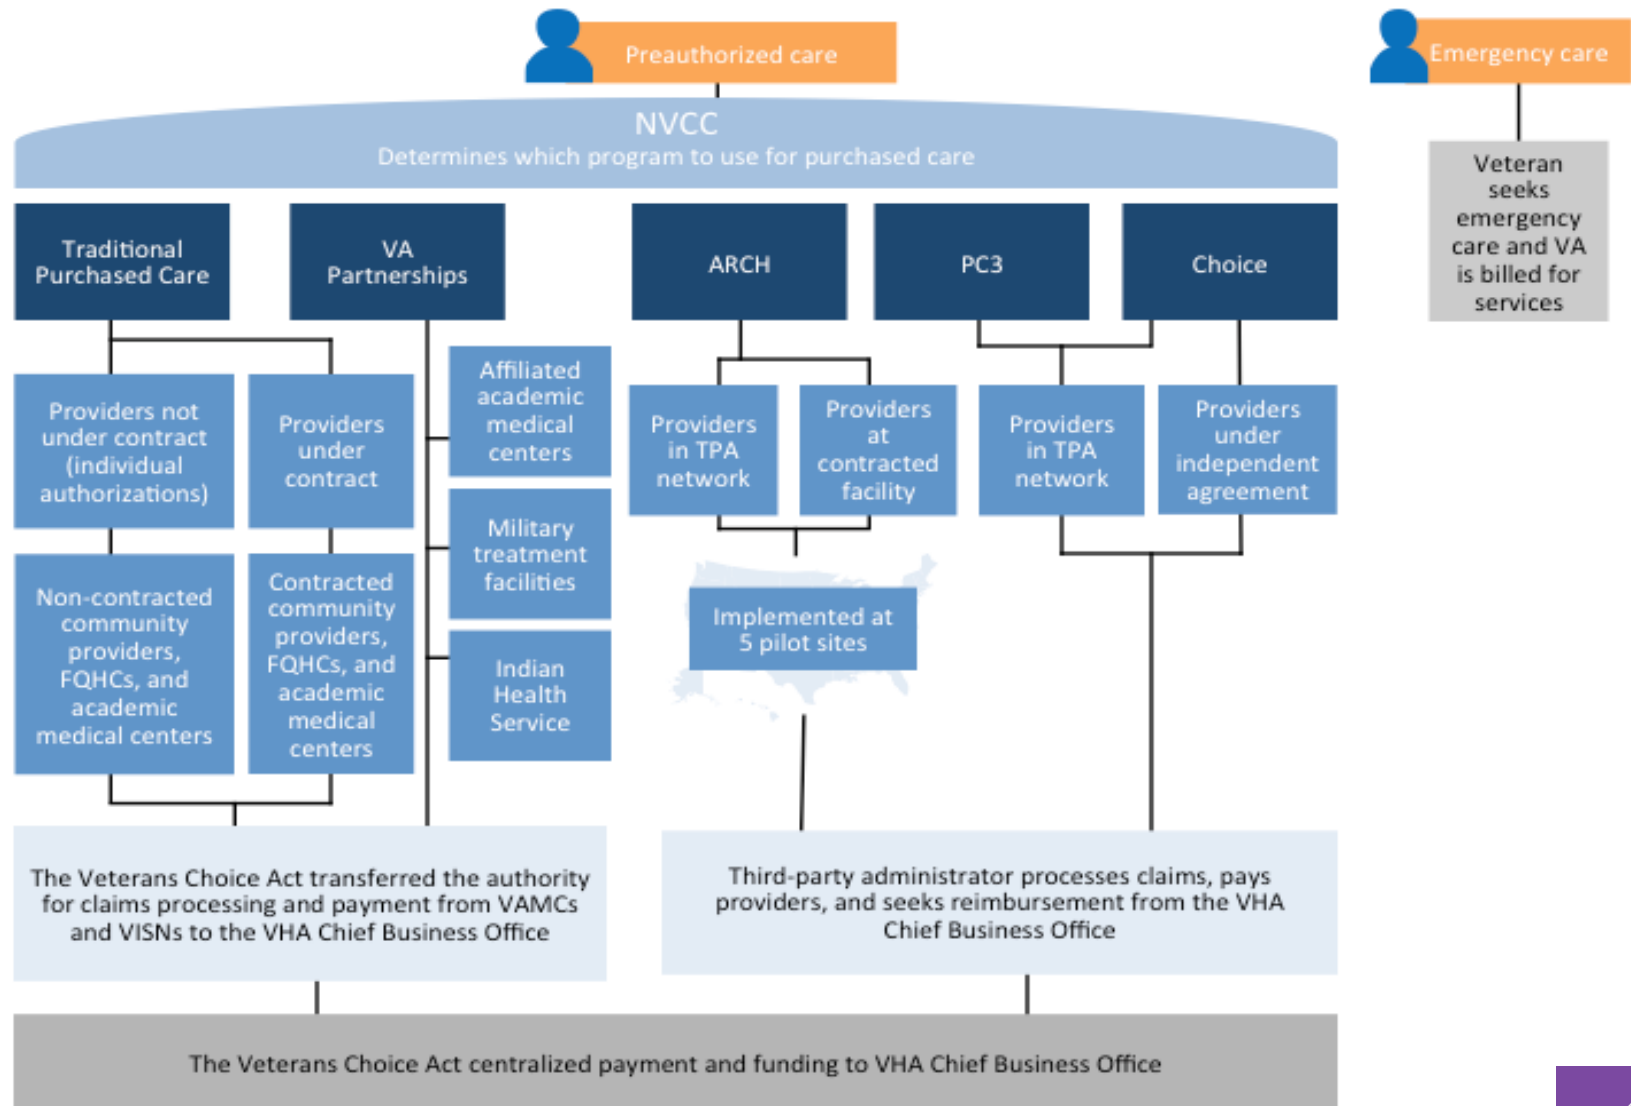 Preauthorized care
Emergency care
NVCC
Determines which program to use for purchased care
Veteran
seeks
emergency
care and VA
is billed for
services
Traditional
Purchased Care
VA
Partnerships
ARCH
PC3
Choice
Providers not
under contract
(individual
authorizations)
Providers
under
contract
Affiliated
academic
medical
centers
Military
treatment
facilities
Indian
Health
Service
Providers
in TPA
network
Providers
at
contracted
facility
Providers
in TPA
network
Providers
under
independent
agreement
Non-contracted
community
providers,
FQHCs, and
academic
medical centers
Contracted
community
providers,
FQHCs, and
academic
medical
centers
Implemented at
5 pilot sites
The Veterans Choice Act transferred the authority
for claims processing and payment from VAMCs
and VISNs to the VHA Chief Business Office
Third-party administrator processes claims, pays
providers, and seeks reimbursement from the VHA
Chief Business Office
The Veterans Choice Act centralized payment and funding to VHA Chief Business Office